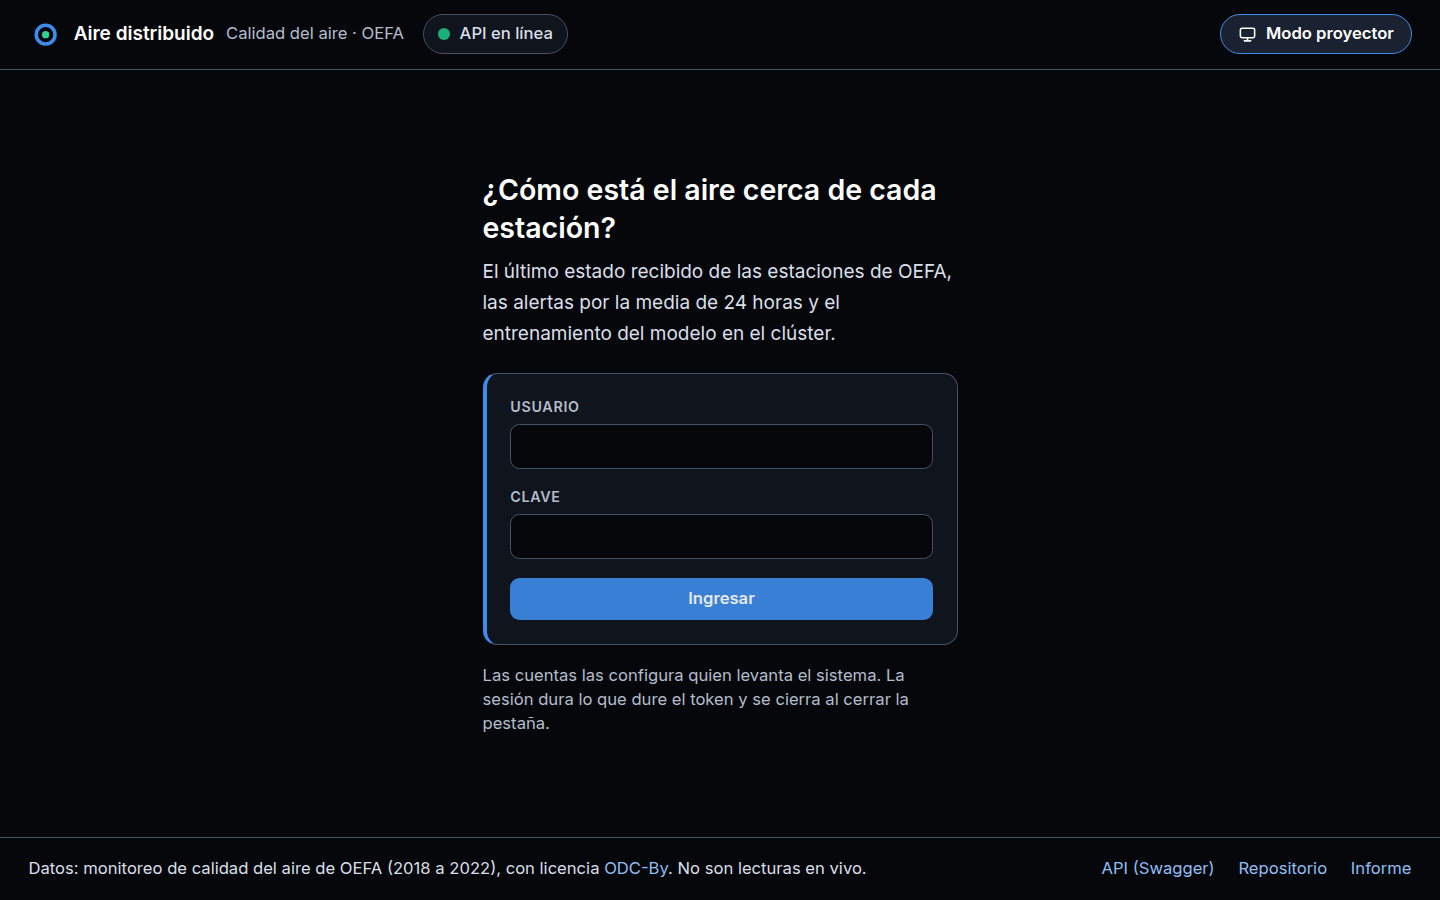 Aire distribuido Calidad del aire · OEFA API en línea Modo proyector
¿Cómo está el aire cerca de cada
estación?
El último estado recibido de las estaciones de OEFA,
las alertas por la media de 24 horas y el
entrenamiento del modelo en el clúster.
USUARIO
CLAVE
Ingresar
Las cuentas las configura quien levanta el sistema. La
sesión dura lo que dure el token y se cierra al cerrar la
pestaña.
Datos: monitoreo de calidad del aire de OEFA (2018 a 2022), con licencia ODC-By. No son lecturas en vivo. API (Swagger) Repositorio Informe